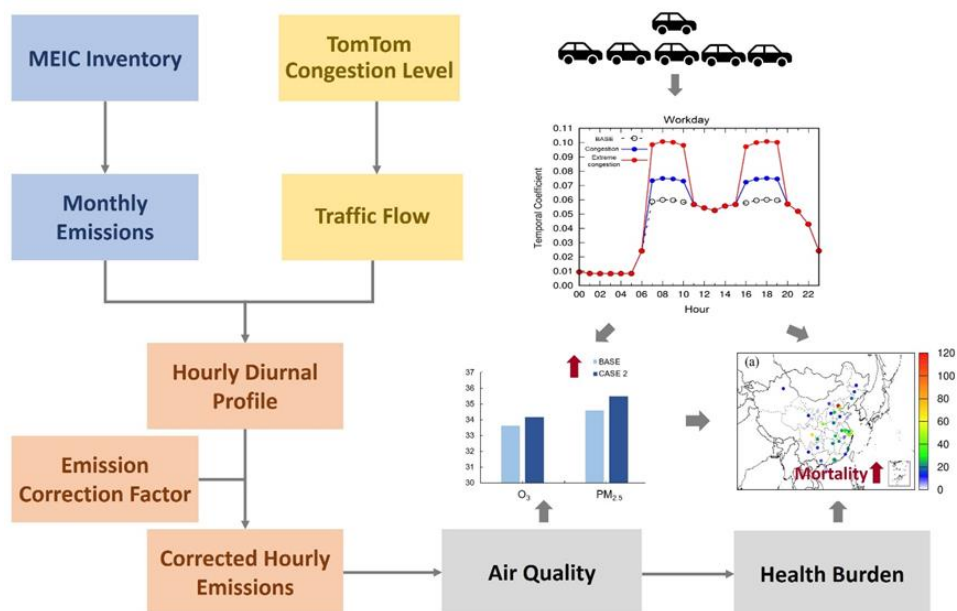 MEIC Inventory
TomTom
Congestion Level
Monthly
Emissions
Traffic Flow
Hourly Diurnal
Profile
Emission
Correction Factor
Corrected Hourly
Emissions
Air Quality
Health Burden
Workday
BASE
Congestion
Extreme
congestion
Temporal Coefficient
0.11
0.10
0.09
0.08
0.07
0.06
0.05
0.04
0.03
0.02
0.01
0.00
00 02 04 06 08 10 12 14 16 18 20 22
Hour
BASE
CASE 2
37
36
35
34
33
32
31
30
O3 PM2.5
(a)
Mortality
120
100
80
60
40
20
0